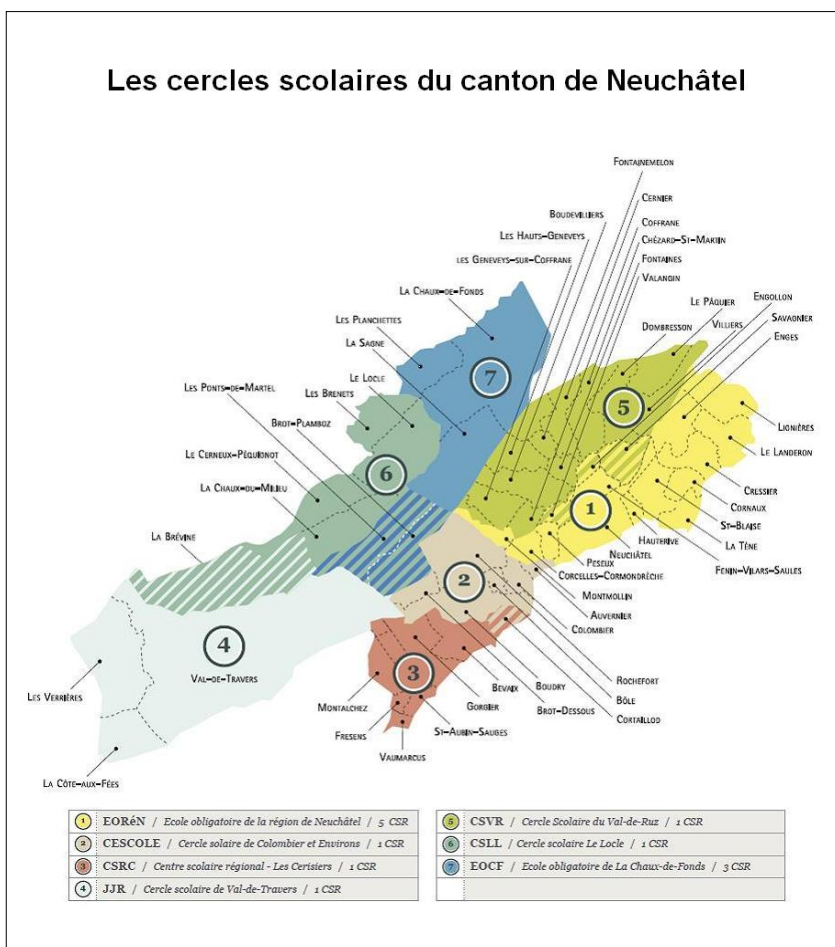 Les cercles scolaires du canton de Neuchâtel
Fontainemelon
Cernier
Boudevilliers
Coffrane
Les Hauts-Geneveys
Chézard-St-Martin
les Geneveys-sur-Coffrane
Fontaines
Valangin
La Chaux-de-Fonds
Engollon
Le Pâquier
Savagnier
Les Planchettes
Villiers
Dombresson
Enges
La Sagne
7
Le Locle
Les Ponts-de-Martel
Les Brenets
5
Lignières
Brot-Plamboz
Le Landeron
Le Cerneux-Péquignot
6
Cressier
La Chaux-du-Milieu
Cornaux
1
St-Blaise
La Brévine
Hauterive
La Tène
Neuchâtel
Peseux
Fenin-Vilars-Saules
Corcelles-Cormondrèche
2
Montmollin
Auvernier
Colombier
4
3
Val-de-Travers
Rochefort
Les Verrières
Bevaix
Boudry
Bôle
Montalchez
Gorgier
Brot-Dessous
Cortaillod
Fresens
St-Aubin-Sauges
Vaumarcus
La Côte-aux-Fées
1 EORéN / Ecole obligatoire de la région de Neuchâtel / 5 CSR
2 CESCOLE / Cercle solaire de Colombier et Environs / 1 CSR
3 CSRC / Centre scolaire régional - Les Cerisiers / 1 CSR
4 JJR / Cercle scolaire de Val-de-Travers / 1 CSR
5 CSVR / Cercle Scolaire du Val-de-Ruz / 1 CSR
6 CSLL / Cercle scolaire Le Locle / 1 CSR
7 EOCF / Ecole obligatoire de La Chaux-de-Fonds / 3 CSR